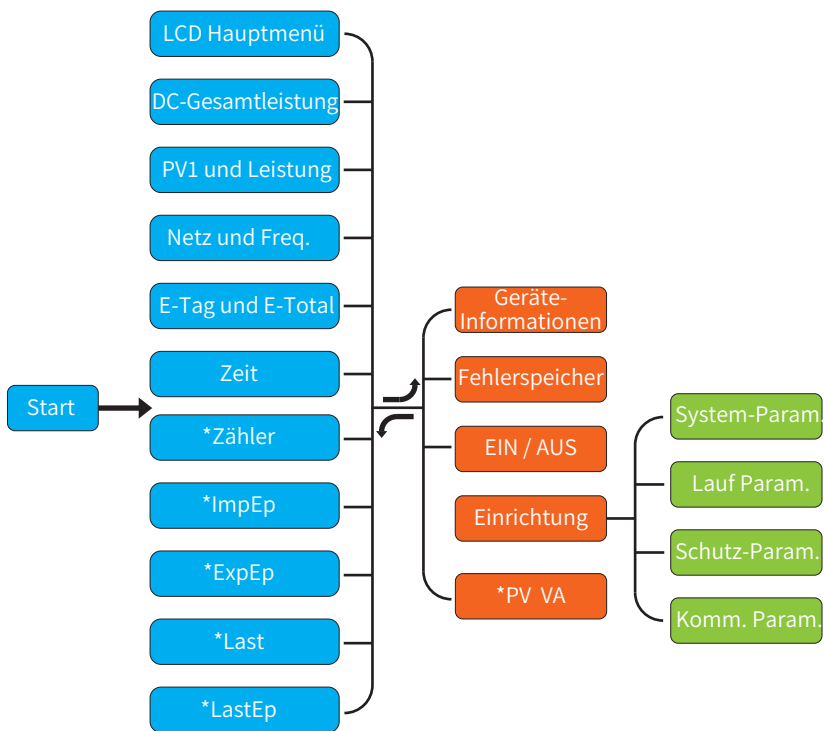 LCD Hauptmenü
DC-Gesamtleistung
PV1 und Leistung
Netz und Freq.
E-Tag und E-Total
Zeit
Start
*Zähler
*ImpEp
*ExpEp
*Last
*LastEp
Geräte-
Informationen
Fehlerspeicher
EIN / AUS
Einrichtung
*PV VA
System-Param.
Lauf Param.
Schutz-Param.
Komm. Param.